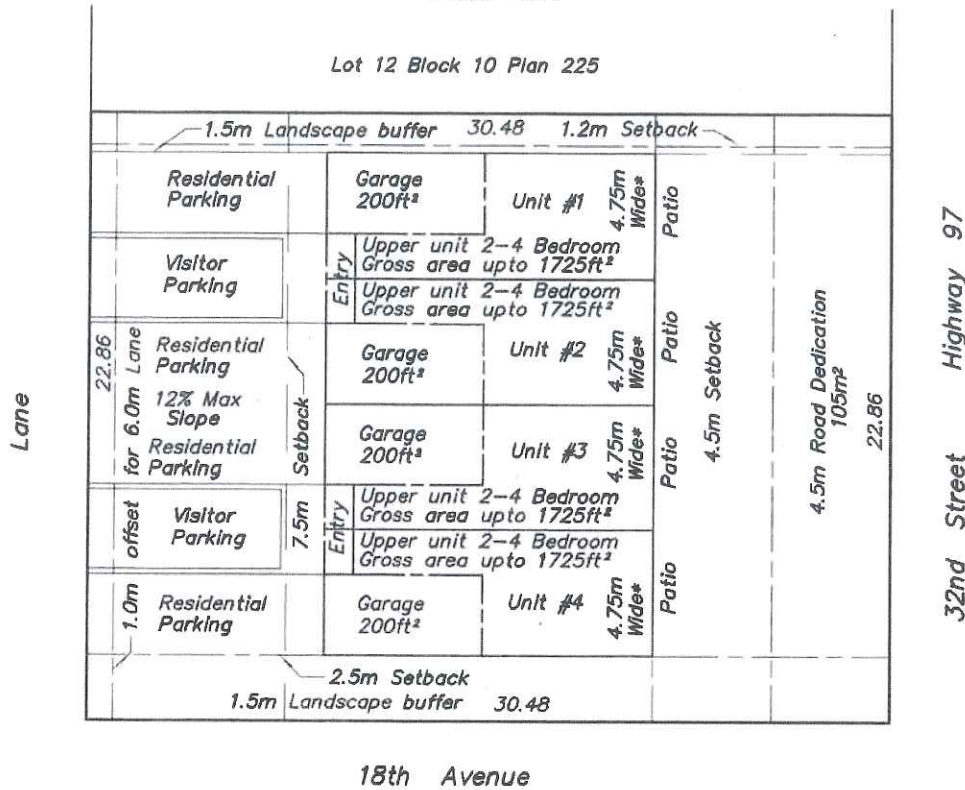 Lot 12 Block 10 Plan 225
1.5m Landscape buffer 30.48 1.2m Setback
Residential
Parking
Garage
200ft²
Unit #1
4.75m
Wide*
Patio
Visitor
Parking
Entry
Upper unit 2-4 Bedroom
Gross area upto 1725ft²
Upper unit 2-4 Bedroom
Gross area upto 1725ft²
Residential
Parking
Garage
200ft²
Unit #2
4.75m
Wide*
Patio
12% Max
Slope
Residential
Parking
Garage
200ft²
Unit #3
4.75m
Wide*
Patio
Visitor
Parking
Entry
Upper unit 2-4 Bedroom
Gross area upto 1725ft²
Upper unit 2-4 Bedroom
Gross area upto 1725ft²
Residential
Parking
Garage
200ft²
Unit #4
4.75m
Wide*
Patio
Lane
22.86
1.0m offset for 6.0m Lane
7.5m Setback
4.5m Setback
4.5m Road Dedication
105m²
22.86
32nd Street Highway 97
2.5m Setback
1.5m Landscape buffer 30.48
18th Avenue